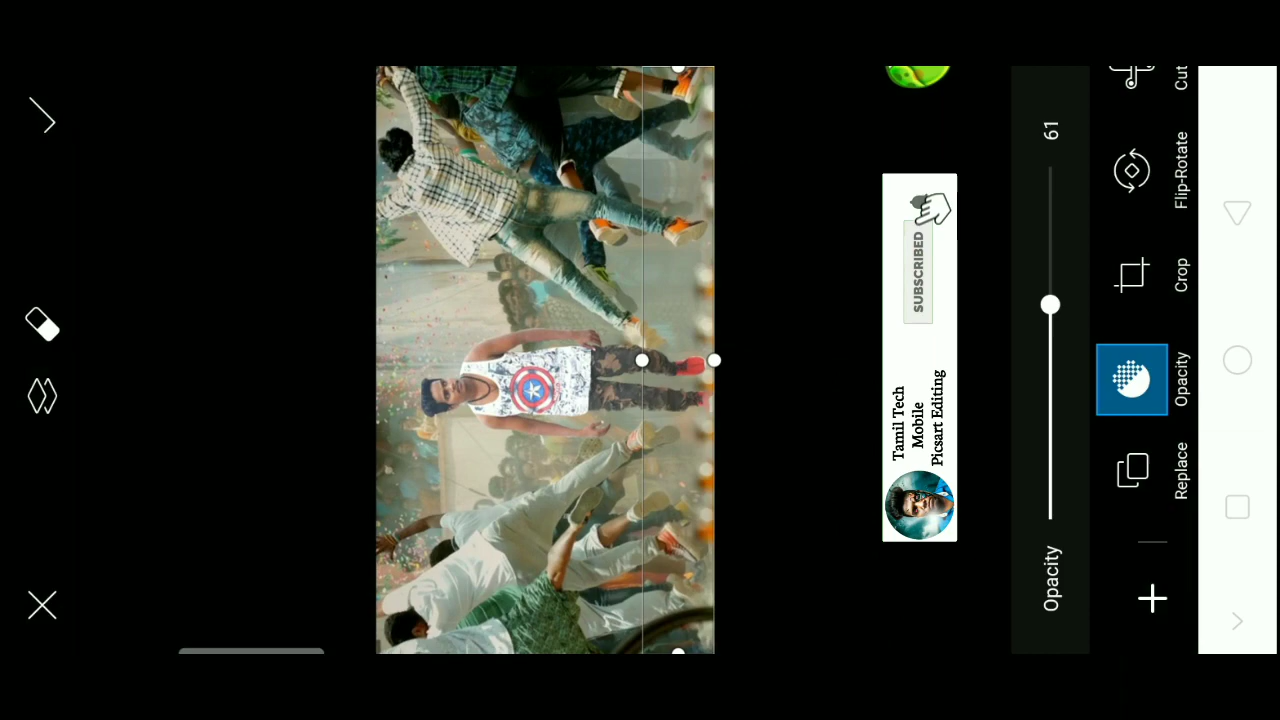 Cut
Flip-Rotate
Crop
Opacity
Replace
61
Opacity
SUBSCRIBED
Tamil Tech
Mobile
Picsart Editing